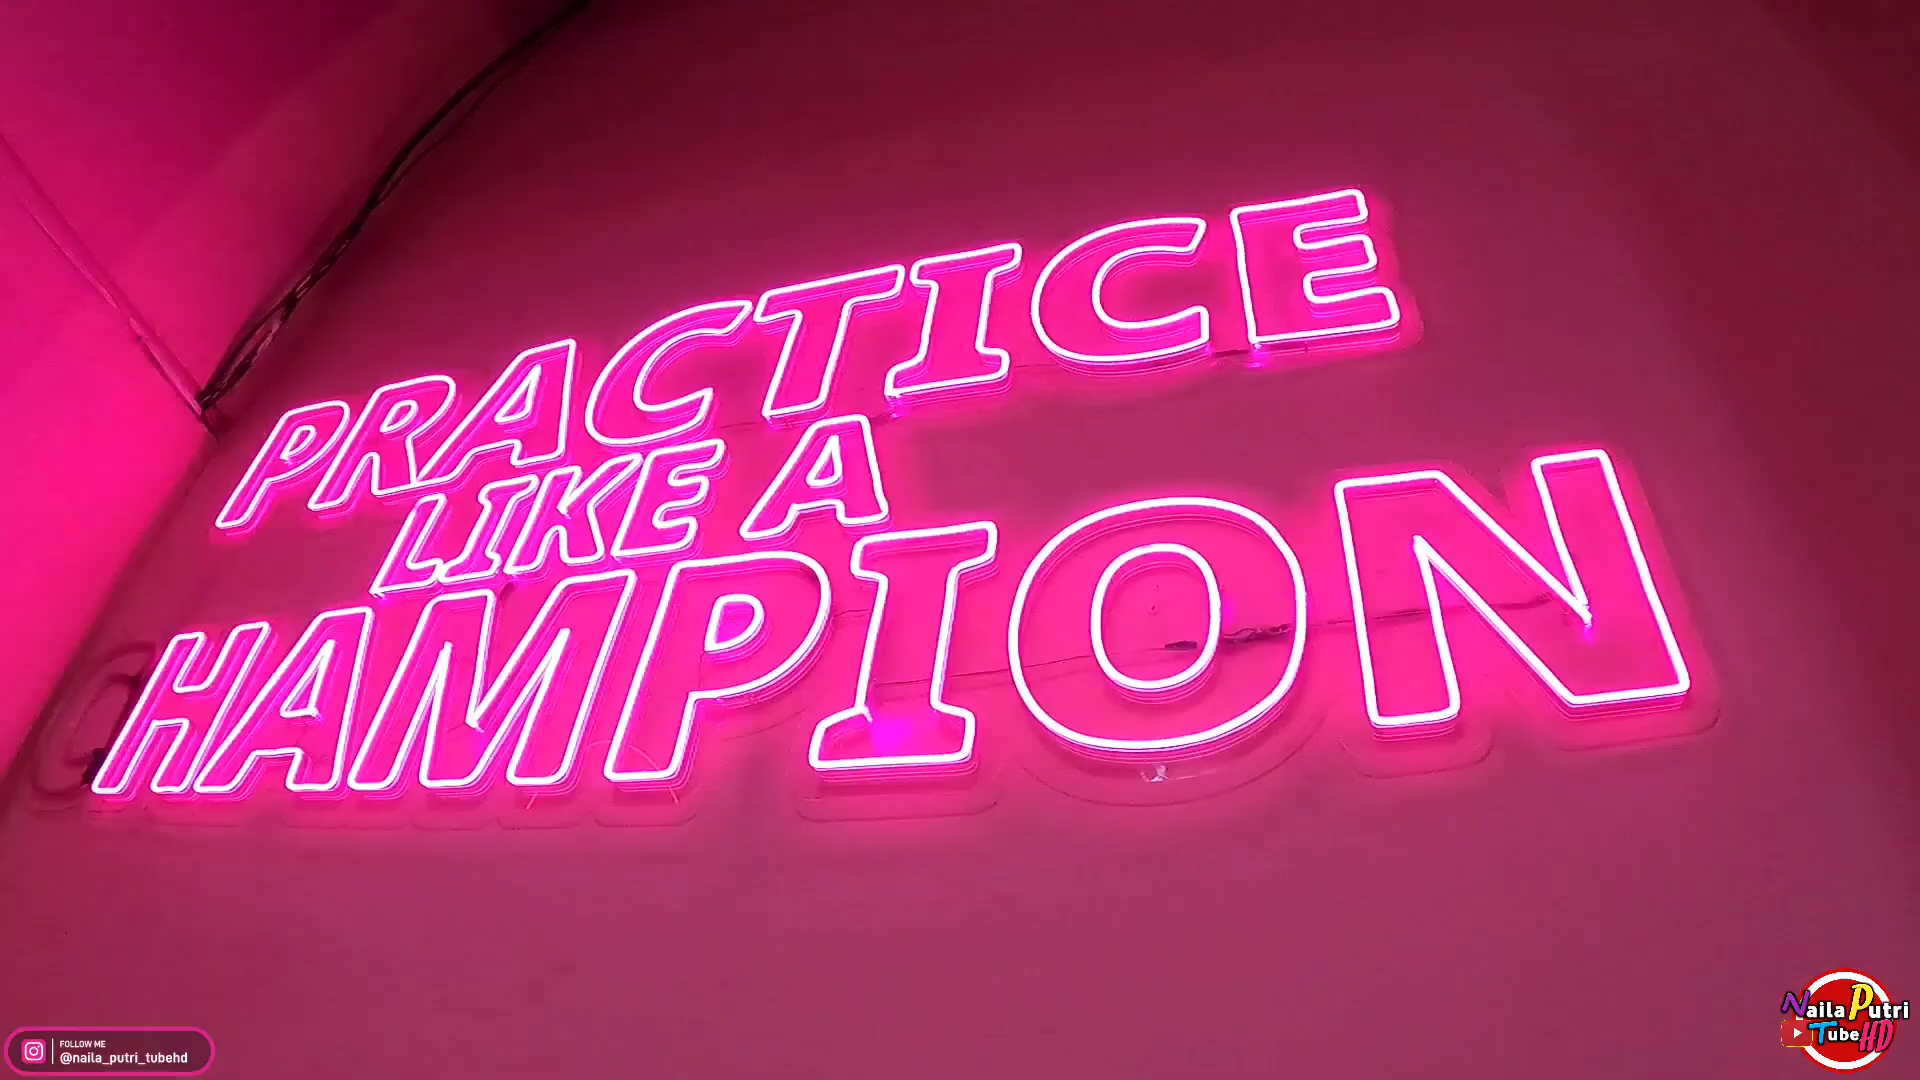 PRACTICE
LIKE A
HAMPION
FOLLOW ME
@naila_putri_tubehd
Naila Putri
Tube HD